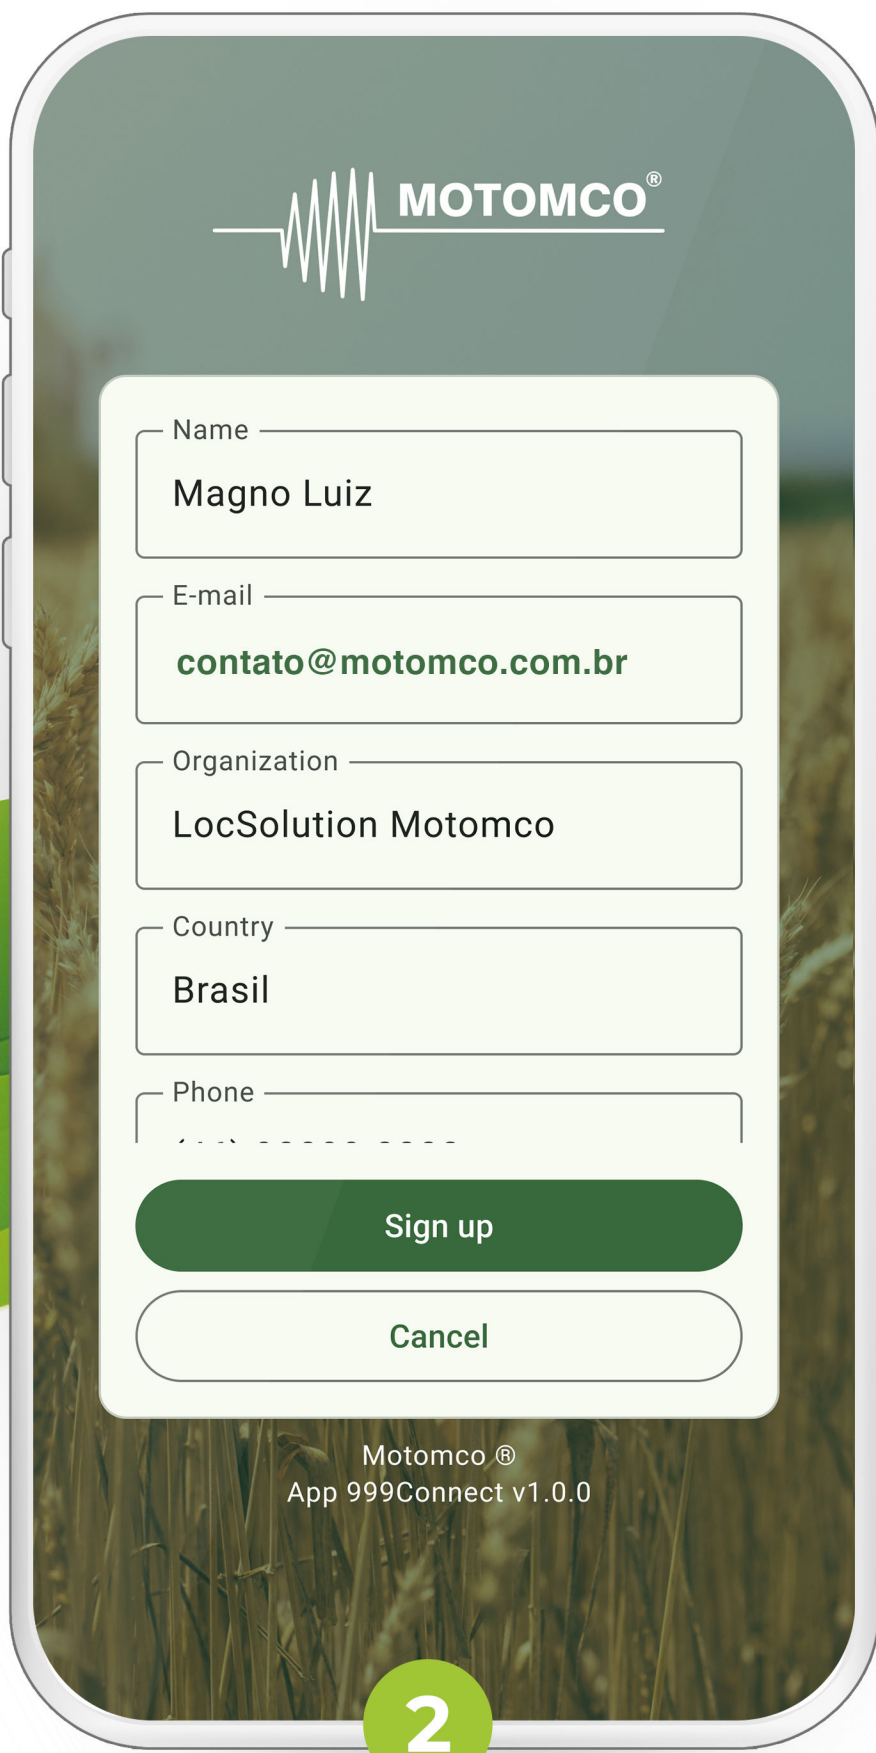 MOTOMCO®
Name
Magno Luiz
E-mail
contato@motomco.com.br
Organization
LocSolution Motomco
Country
Brasil
Phone
Sign up
Cancel
Motomco ®
App 999Connect v1.0.0
2